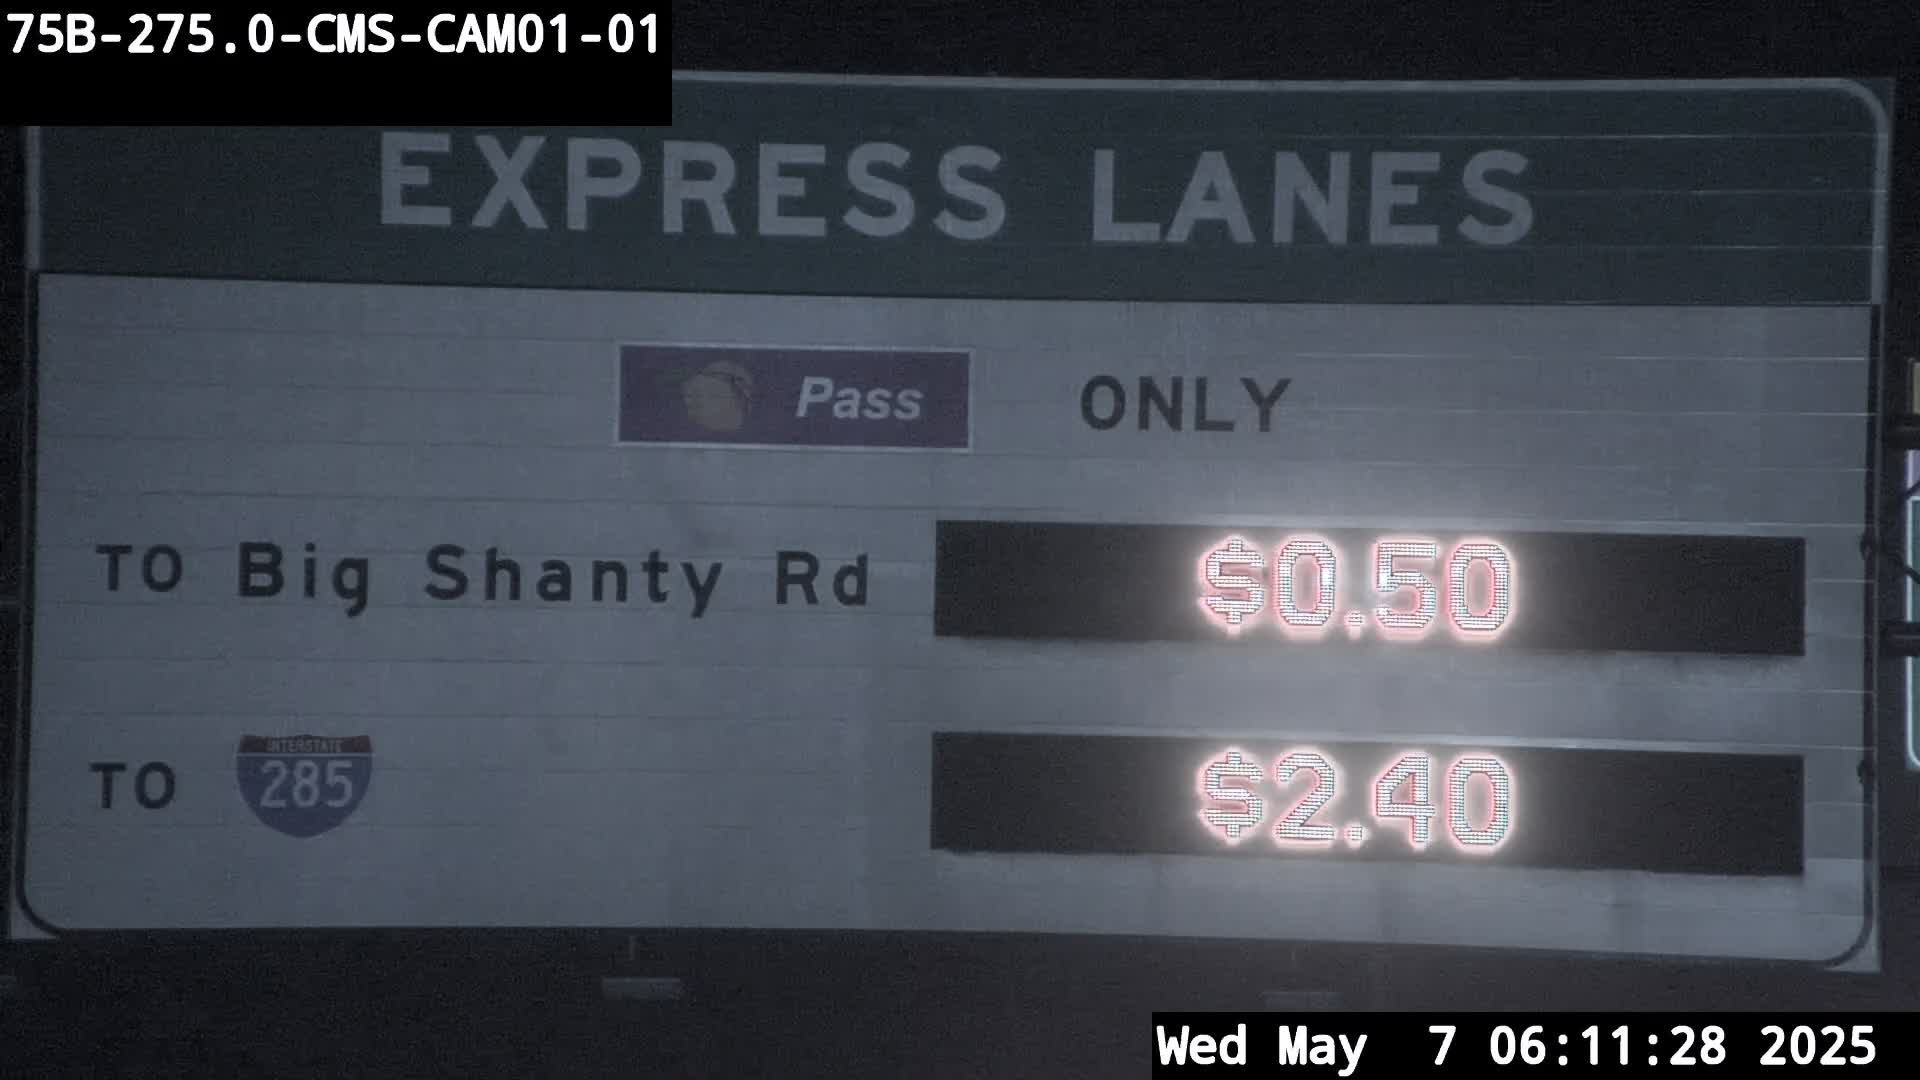 75B-275.0-CMS-CAM01-01
EXPRESS LANES
Pass ONLY
TO Big Shanty Rd $0.50
INTERSTATE
TO 285 $2.40
Wed May 7 06:11:28 2025